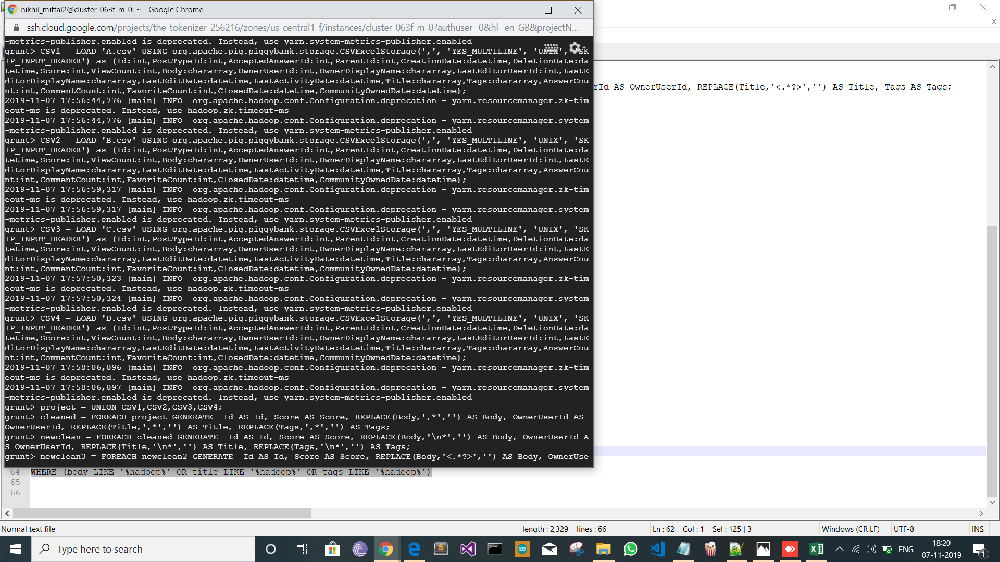 nikhil_mittal2@cluster-063f-m-0: ~ - Google Chrome
ssh.cloud.google.com/projects/the-tokenizer-256216/zones/us-central1-f/instances/cluster-063f-m-0?authuser=0&hl=en_GB&projectN...
X
-metrics-publisher.enabled is deprecated. Instead, use yarn.system-metrics-publisher.enabled
grunt> CSV1 = LOAD 'A.csv' USING org.apache.pig.piggybank.storage.CSVExcelStorage(',', 'YES_MULTILINE', 'UNIX', 'SK
IP_INPUT_HEADER') as (Id:int,PostTypeId:int,AcceptedAnswerId:int,ParentId:int,CreationDate:datetime,DeletionDate:da
tetime,Score:int,ViewCount:int,Body:chararray,OwnerUserId:int,OwnerDisplayName:chararray,LastEditorUserId:int,LastE
ditorDisplayName:chararray,LastEditDate:datetime,LastActivityDate:datetime,Title:chararray,Tags:chararray,AnswerCou
nt:int,CommentCount:int,FavoriteCount:int,ClosedDate:datetime,CommunityOwnedDate:datetime);
2019-11-07 17:56:44,776 [main] INFO  org.apache.hadoop.conf.Configuration.deprecation - yarn.resourcemanager.zk-tim
eout-ms is deprecated. Instead, use hadoop.zk.timeout-ms
2019-11-07 17:56:44,776 [main] INFO  org.apache.hadoop.conf.Configuration.deprecation - yarn.resourcemanager.system
-metrics-publisher.enabled is deprecated. Instead, use yarn.system-metrics-publisher.enabled
grunt> CSV2 = LOAD 'B.csv' USING org.apache.pig.piggybank.storage.CSVExcelStorage(',', 'YES_MULTILINE', 'UNIX', 'SK
IP_INPUT_HEADER') as (Id:int,PostTypeId:int,AcceptedAnswerId:int,ParentId:int,CreationDate:datetime,DeletionDate:da
tetime,Score:int,ViewCount:int,Body:chararray,OwnerUserId:int,OwnerDisplayName:chararray,LastEditorUserId:int,LastE
ditorDisplayName:chararray,LastEditDate:datetime,LastActivityDate:datetime,Title:chararray,Tags:chararray,AnswerCou
nt:int,CommentCount:int,FavoriteCount:int,ClosedDate:datetime,CommunityOwnedDate:datetime);
2019-11-07 17:56:59,317 [main] INFO  org.apache.hadoop.conf.Configuration.deprecation - yarn.resourcemanager.zk-tim
eout-ms is deprecated. Instead, use hadoop.zk.timeout-ms
2019-11-07 17:56:59,317 [main] INFO  org.apache.hadoop.conf.Configuration.deprecation - yarn.resourcemanager.system
-metrics-publisher.enabled is deprecated. Instead, use yarn.system-metrics-publisher.enabled
grunt> CSV3 = LOAD 'C.csv' USING org.apache.pig.piggybank.storage.CSVExcelStorage(',', 'YES_MULTILINE', 'UNIX', 'SK
IP_INPUT_HEADER') as (Id:int,PostTypeId:int,AcceptedAnswerId:int,ParentId:int,CreationDate:datetime,DeletionDate:da
tetime,Score:int,ViewCount:int,Body:chararray,OwnerUserId:int,OwnerDisplayName:chararray,LastEditorUserId:int,LastE
ditorDisplayName:chararray,LastEditDate:datetime,LastActivityDate:datetime,Title:chararray,Tags:chararray,AnswerCou
nt:int,CommentCount:int,FavoriteCount:int,ClosedDate:datetime,CommunityOwnedDate:datetime);
2019-11-07 17:57:50,323 [main] INFO  org.apache.hadoop.conf.Configuration.deprecation - yarn.resourcemanager.zk-tim
eout-ms is deprecated. Instead, use hadoop.zk.timeout-ms
2019-11-07 17:57:50,324 [main] INFO  org.apache.hadoop.conf.Configuration.deprecation - yarn.resourcemanager.system
-metrics-publisher.enabled is deprecated. Instead, use yarn.system-metrics-publisher.enabled
grunt> CSV4 = LOAD 'D.csv' USING org.apache.pig.piggybank.storage.CSVExcelStorage(',', 'YES_MULTILINE', 'UNIX', 'SK
IP_INPUT_HEADER') as (Id:int,PostTypeId:int,AcceptedAnswerId:int,ParentId:int,CreationDate:datetime,DeletionDate:da
tetime,Score:int,ViewCount:int,Body:chararray,OwnerUserId:int,OwnerDisplayName:chararray,LastEditorUserId:int,LastE
ditorDisplayName:chararray,LastEditDate:datetime,LastActivityDate:datetime,Title:chararray,Tags:chararray,AnswerCou
nt:int,CommentCount:int,FavoriteCount:int,ClosedDate:datetime,CommunityOwnedDate:datetime);
2019-11-07 17:58:06,096 [main] INFO  org.apache.hadoop.conf.Configuration.deprecation - yarn.resourcemanager.zk-tim
eout-ms is deprecated. Instead, use hadoop.zk.timeout-ms
2019-11-07 17:58:06,097 [main] INFO  org.apache.hadoop.conf.Configuration.deprecation - yarn.resourcemanager.system
-metrics-publisher.enabled is deprecated. Instead, use yarn.system-metrics-publisher.enabled
grunt> project = UNION CSV1,CSV2,CSV3,CSV4;
grunt> cleaned = FOREACH project GENERATE  Id AS Id, Score AS Score, REPLACE(Body,',*','') AS Body, OwnerUserId AS
OwnerUserId, REPLACE(Title,',*','') AS Title, REPLACE(Tags,',*','') AS Tags;
grunt> newclean = FOREACH cleaned GENERATE  Id AS Id, Score AS Score, REPLACE(Body,'\n*','') AS Body, OwnerUserId A
S OwnerUserId, REPLACE(Title,'\n*','') AS Title, REPLACE(Tags,'\n*','') AS Tags;
grunt> newclean3 = FOREACH newclean2 GENERATE  Id AS Id, Score AS Score, REPLACE(Body,'<.*?>','') AS Body, OwnerUse
rId AS OwnerUserId, REPLACE(Title,'<.*?>','') AS Title, Tags AS Tags;
64 WHERE (body LIKE '%hadoop%' OR title LIKE '%hadoop%' OR tags LIKE '%hadoop%')
65
66
Normal text file length : 2,329 lines : 66 Ln : 62 Col : 1 Sel : 125 | 3 Windows (CR LF) UTF-8 INS
Type here to search ENG 18:20
07-11-2019 1